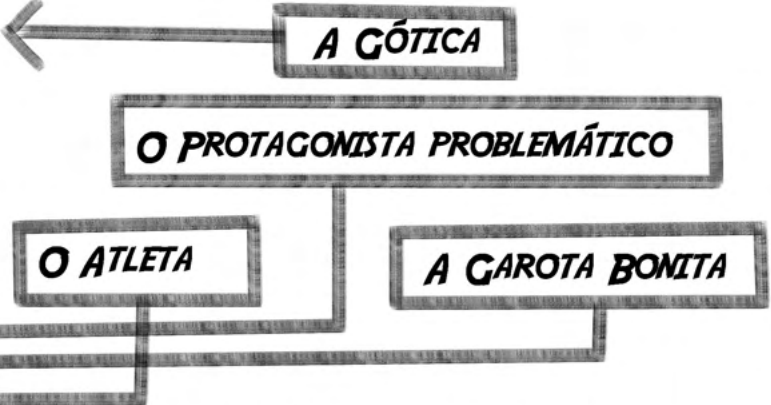 A GÓTICA
O PROTAGONISTA PROBLEMÁTICO
O ATLETA
A GAROTA BONITA